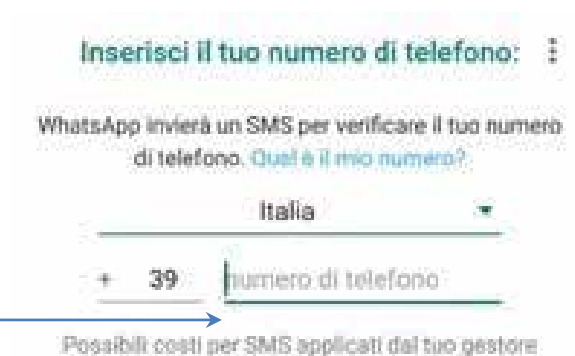 Inserisci il tuo numero di telefono:
WhatsApp invierà un SMS per verificare il tuo numero
di telefono. Qual è il mio numero?
Italia
+ 39 numero di telefono
Possibili costi per SMS applicati dal tuo gestore